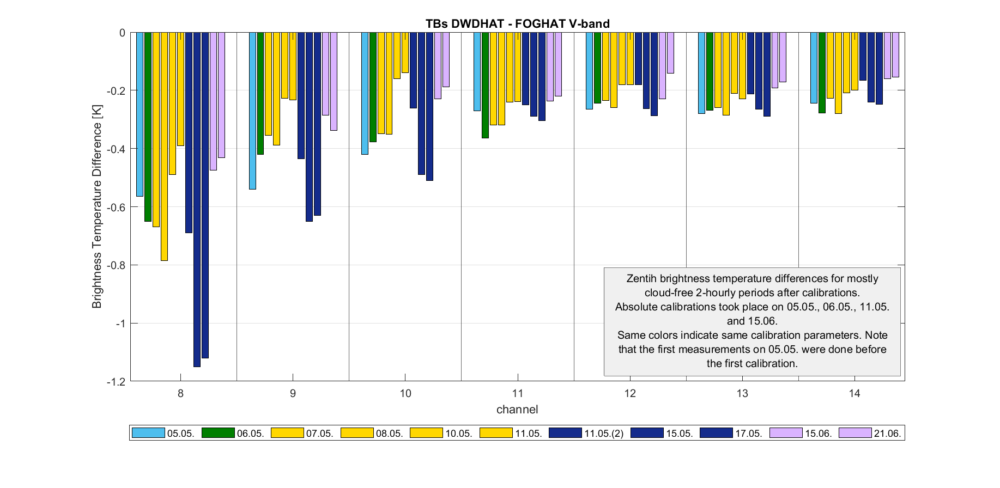 TBs DWDHAT - FOGHAT V-band
0
-0.2
-0.4
-0.6
-0.8
-1
-1.2
Brightness Temperature Difference [K]
Zentih brightness temperature differences for mostly
cloud-free 2-hourly periods after calibrations.
Absolute calibrations took place on 05.05., 06.05., 11.05.
and 15.06.
Same colors indicate same calibration parameters. Note
that the first measurements on 05.05. were done before
the first calibration.
8 9 10 11 12 13 14
channel
05.05. 06.05. 07.05. 08.05. 10.05. 11.05. 11.05.(2) 15.05. 17.05. 15.06. 21.06.